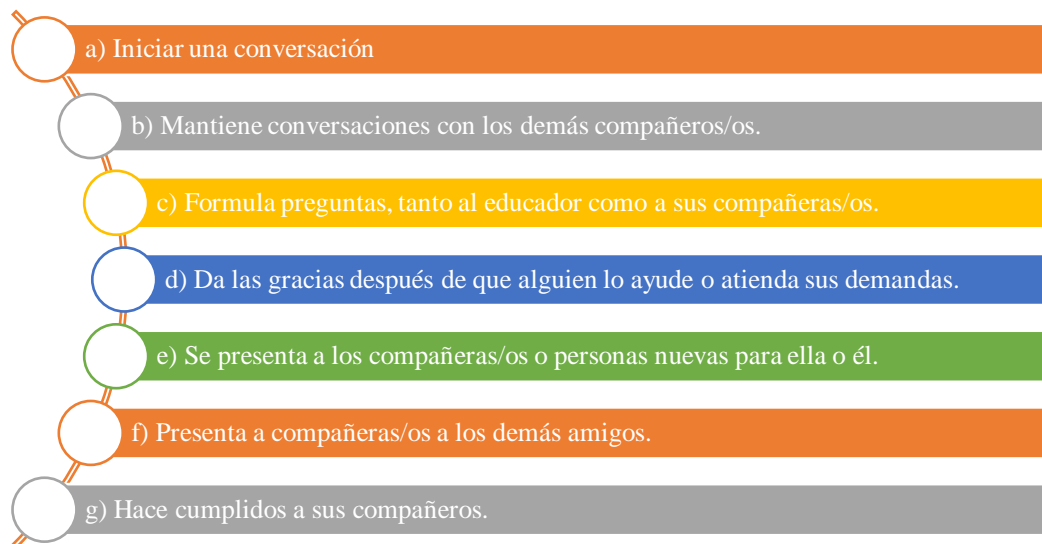 a) Iniciar una conversación
b) Mantiene conversaciones con los demás compañeros/os.
c) Formula preguntas, tanto al educador como a sus compañeras/os.
d) Da las gracias después de que alguien lo ayude o atienda sus demandas.
e) Se presenta a los compañeras/os o personas nuevas para ella o él.
f) Presenta a compañeras/os a los demás amigos.
g) Hace cumplidos a sus compañeros.